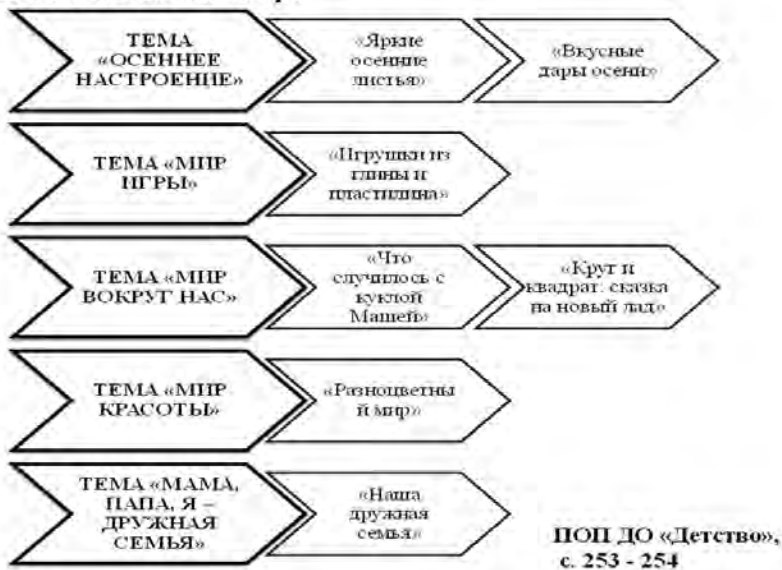 ТЕМА
«ОСЕННЕЕ
НАСТРОЕНИЕ»
«Яркие
осенние
листья»
«Вкусные
дары осени»
ТЕМА «МИР
ИГРЫ»
«Игрушки из
глины и
пластилина»
ТЕМА «МИР
ВОКРУГ НАС»
«Что
случилось с
куклой
Машей»
«Круг и
квадрат: сказка
на новый лад»
ТЕМА «МИР
КРАСОТЫ»
«Разноцветны
й мир»
ТЕМА «МАМА,
ПАПА, Я –
ДРУЖНАЯ
СЕМЬЯ»
«Наша
дружная
семья»
ПОП ДО «Детство»,
с. 253 - 254